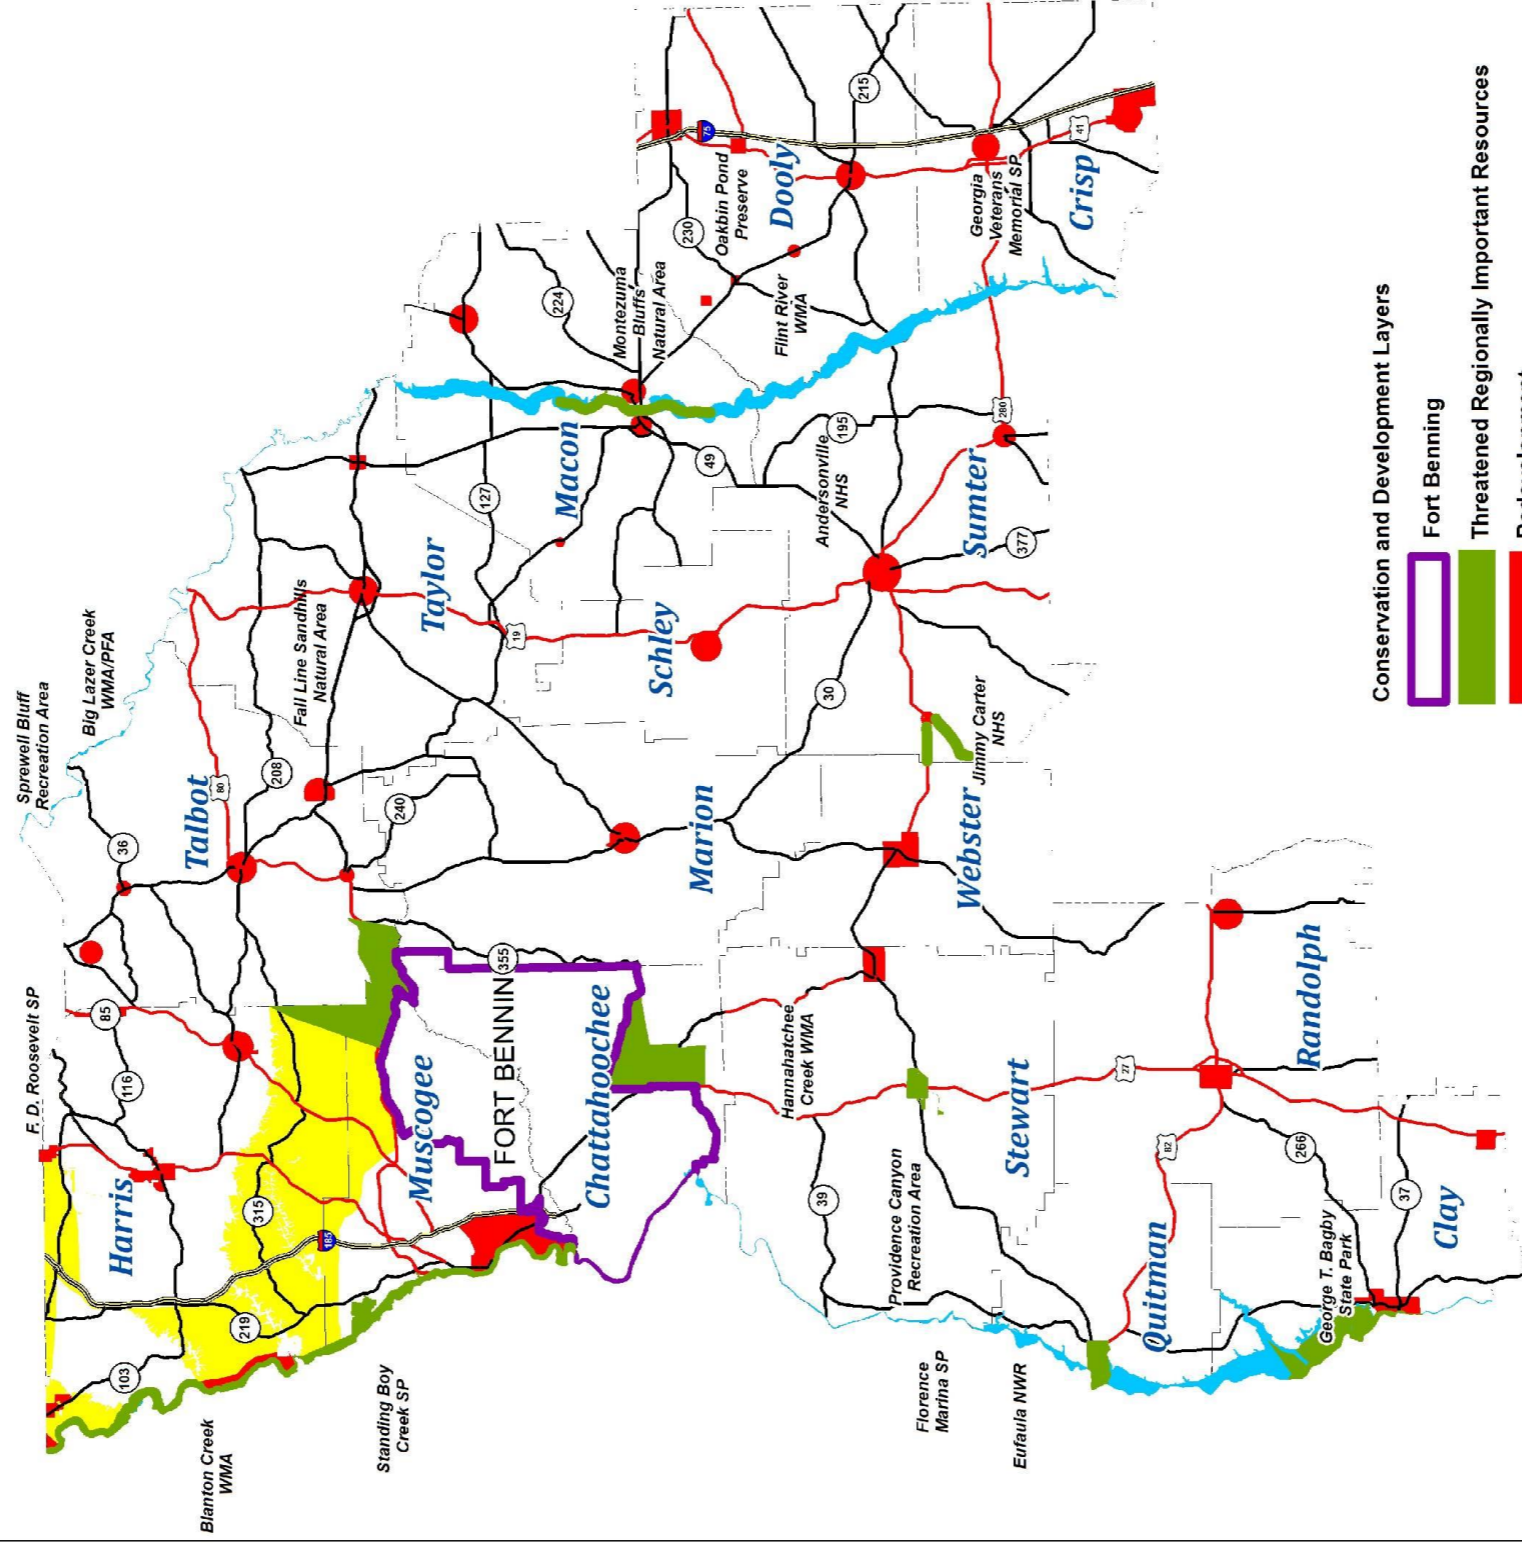 Sprewell Bluff
Recreation Area
Big Lazer Creek
WMA/PFA
F. D. Roosevelt SP
Blanton Creek
WMA
Standing Boy
Creek SP
Harris
Talbot
Muscogee
FORT BENNIN
Chattahoochee
Fall Line Sandhills
Natural Area
Taylor
Macon
Montezuma
Bluffs
Natural Area
Oakbin Pond
Preserve
Dooly
Flint River
WMA
Georgia
Veterans
Memorial SP
Crisp
Schley
Andersonville
NHS
Sumter
Jimmy Carter
NHS
Marion
Webster
Hannahatchee
Creek WMA
Stewart
Providence Canyon
Recreation Area
Florence
Marina SP
Eufaula NWR
Quitman
Randolph
George T. Bagby
State Park
Clay
36
85
116
315
185
219
103
80
208
240
355
19
127
224
230
75
215
41
49
195
280
377
30
39
27
82
266
37
Conservation and Development Layers
Fort Benning
Threatened Regionally Important Resources